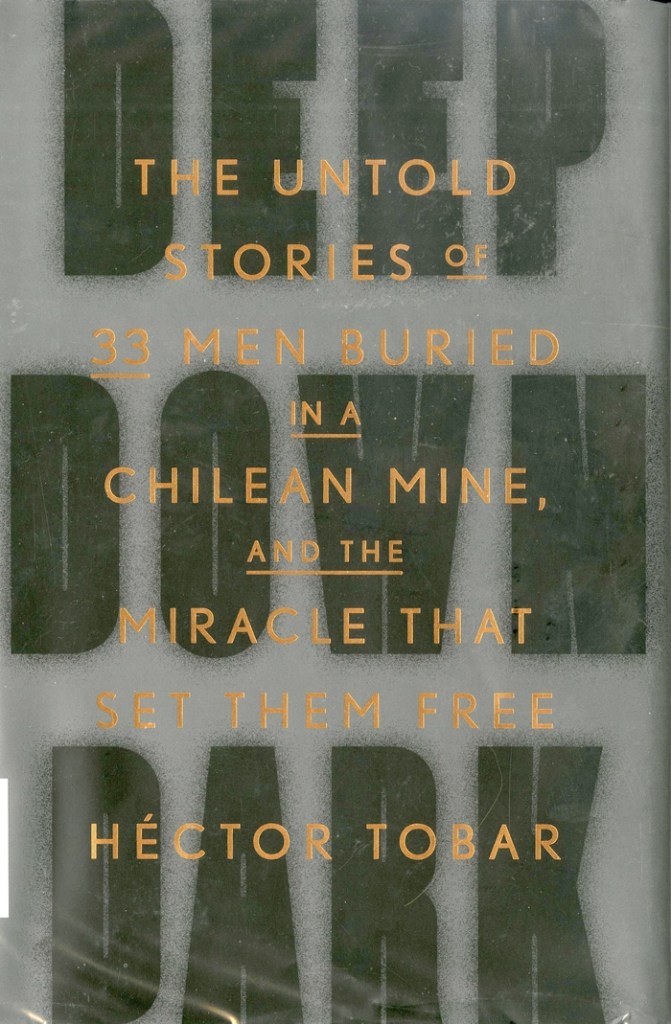 DEEP
THE UNTOLD
STORIES OF
33 MEN BURIED
DOWN
IN A
CHILEAN MINE,
AND THE
MIRACLE THAT
SET THEM FREE
DARK
HÉCTOR TOBAR